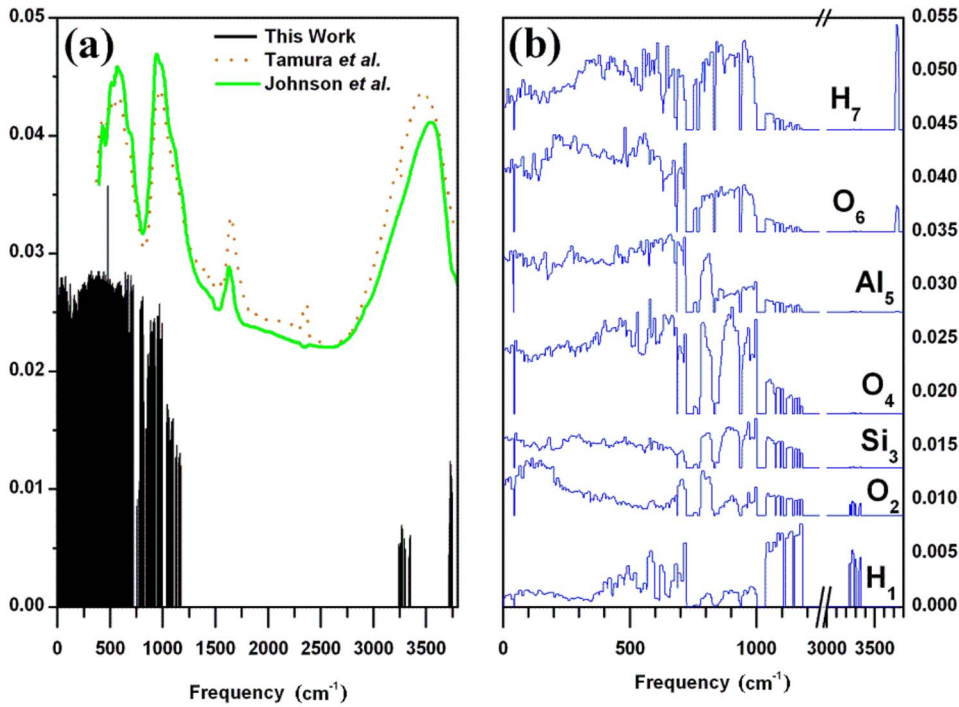 (a)
This Work
Tamura et al.
Johnson et al.
0.05
0.04
0.03
0.02
0.01
0.00
0 500 1000 1500 2000 2500 3000 3500
Frequency (cm-1)
(b)
H7
O6
Al5
O4
Si3
O2
H1
0.055
0.050
0.045
0.040
0.035
0.030
0.025
0.020
0.015
0.010
0.005
0.000
0 500 1000 3000 3500
Frequency (cm-1)